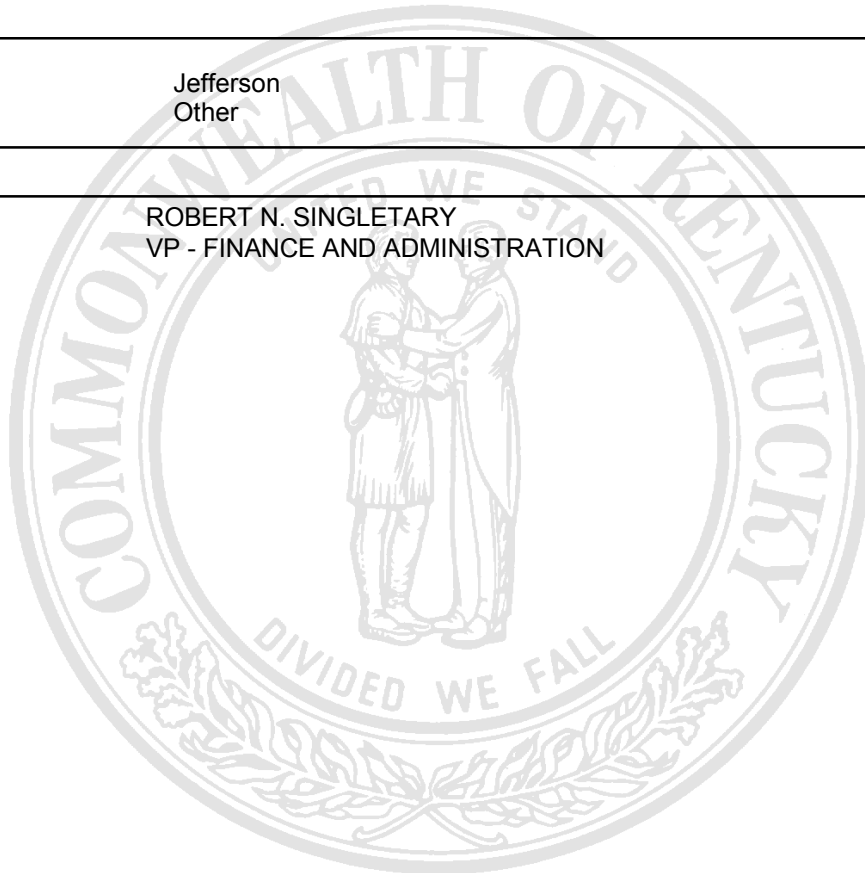 Jefferson
Other
ROBERT N. SINGLETARY
VP - FINANCE AND ADMINISTRATION
COMMONWEALTH OF KENTUCKY
UNITED WE STAND
DIVIDED WE FALL